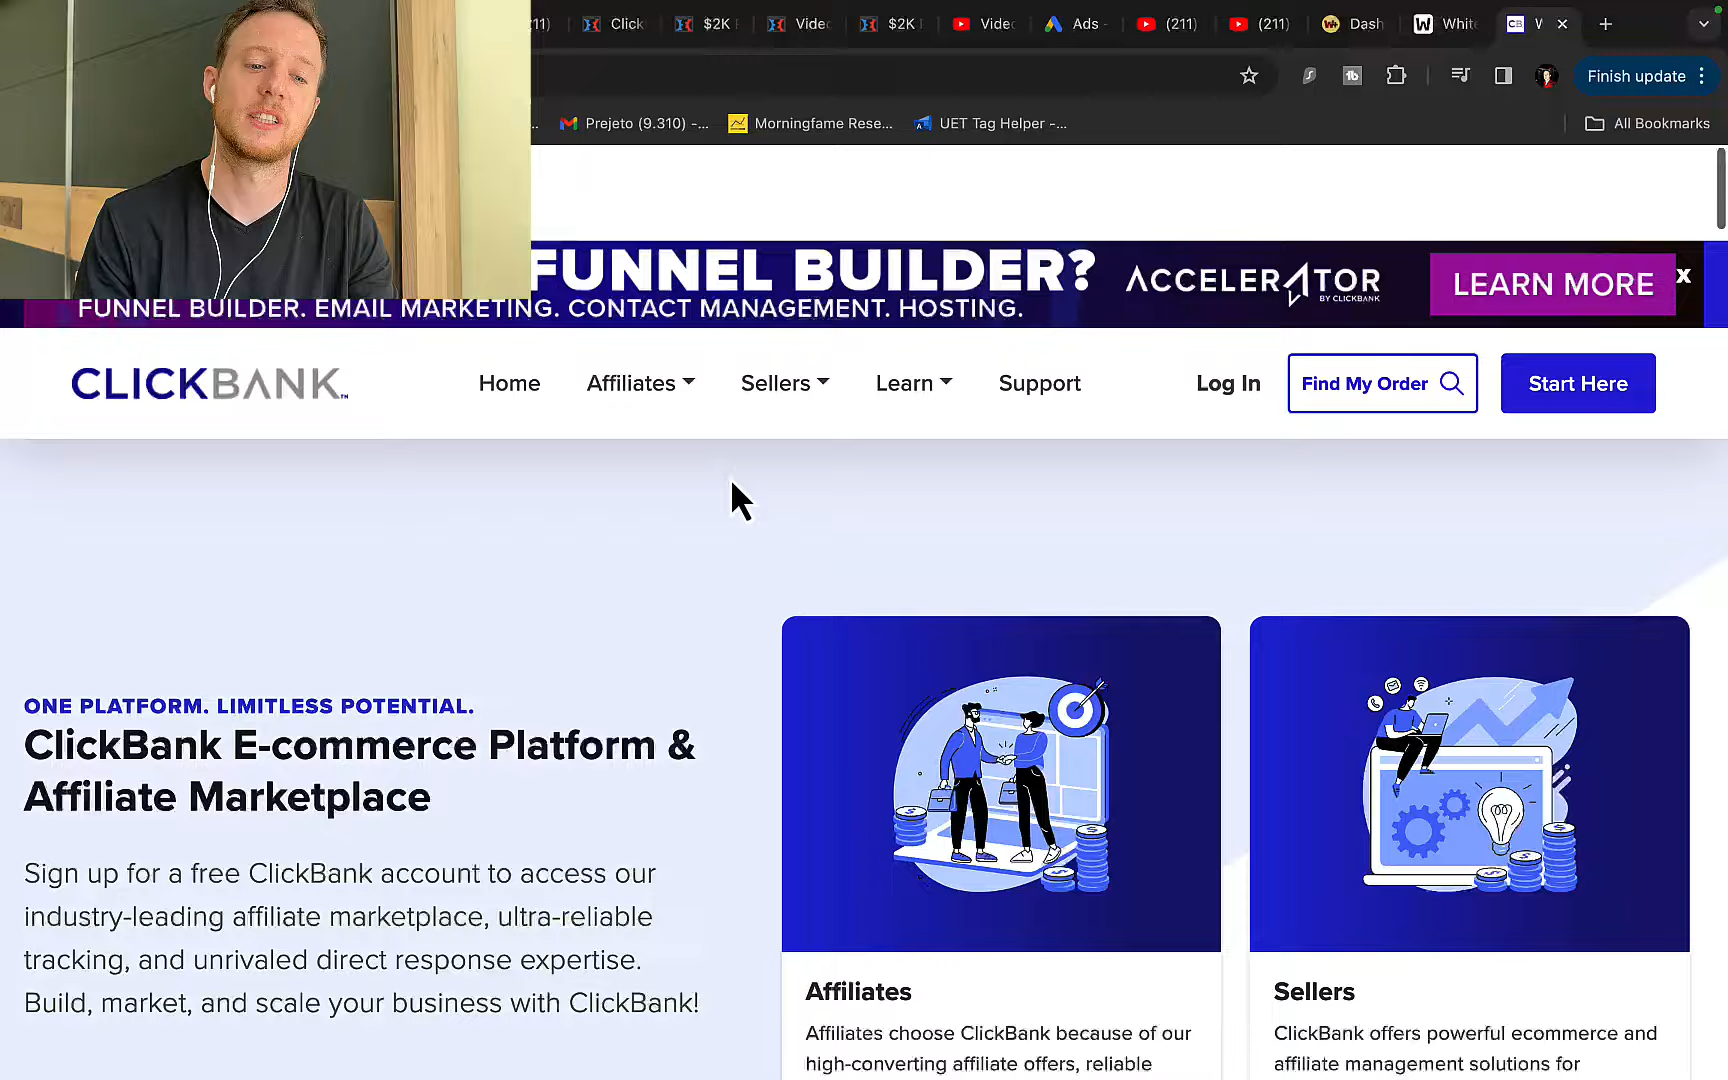 11) Click $2K Videc $2K Videc Ads - (211) (211) Dash White
Finish update
Prejeto (9.310) -... Morningfame Rese... UET Tag Helper -... All Bookmarks
FUNNEL BUILDER?
FUNNEL BUILDER. EMAIL MARKETING. CONTACT MANAGEMENT. HOSTING.
ACCELERATOR
BY CLICKBANK
LEARN MORE X
CLICKBANK
Home Affiliates Sellers Learn Support Log In Find My Order Start Here
ONE PLATFORM. LIMITLESS POTENTIAL.
ClickBank E-commerce Platform &
Affiliate Marketplace
Sign up for a free ClickBank account to access our
industry-leading affiliate marketplace, ultra-reliable
tracking, and unrivaled direct response expertise.
Build, market, and scale your business with ClickBank!
Affiliates
Affiliates choose ClickBank because of our
high-converting affiliate offers, reliable
Sellers
ClickBank offers powerful ecommerce and
affiliate management solutions for